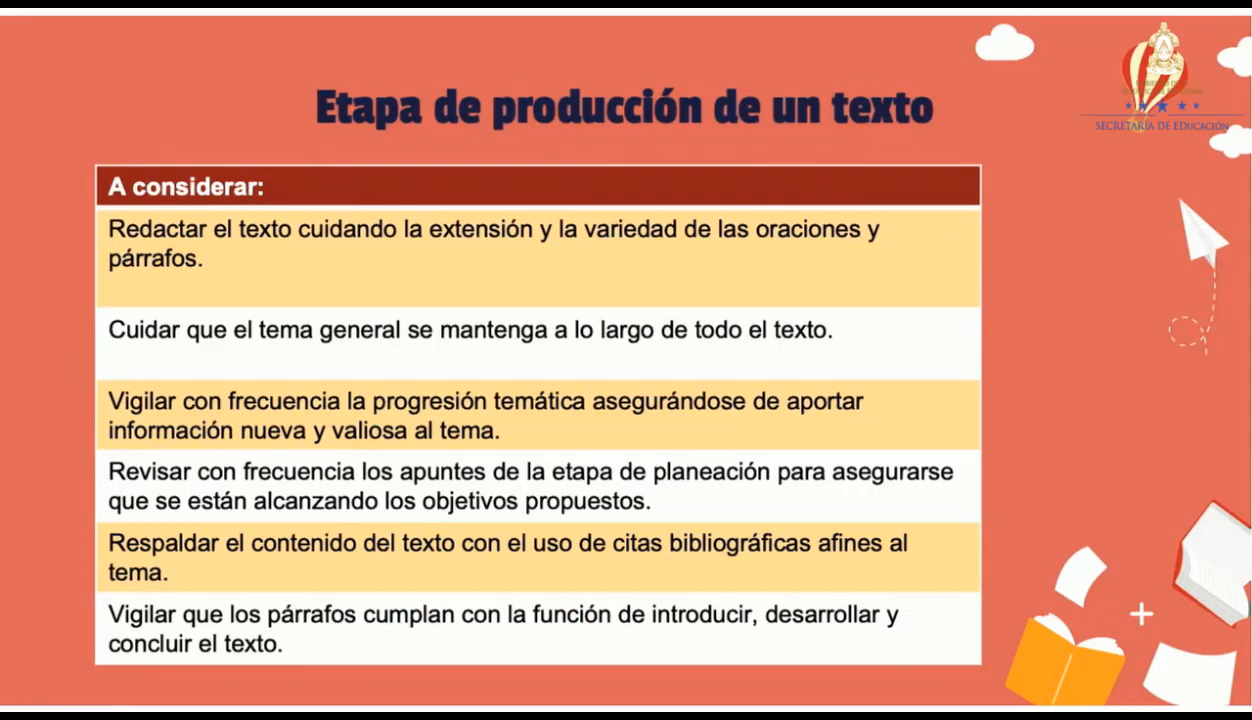 Etapa de producción de un texto
SECRETARÍA DE EDUCACIÓN
A considerar:
Redactar el texto cuidando la extensión y la variedad de las oraciones y
párrafos.
Cuidar que el tema general se mantenga a lo largo de todo el texto.
Vigilar con frecuencia la progresión temática asegurándose de aportar
información nueva y valiosa al tema.
Revisar con frecuencia los apuntes de la etapa de planeación para asegurarse
que se están alcanzando los objetivos propuestos.
Respaldar el contenido del texto con el uso de citas bibliográficas afines al
tema.
Vigilar que los párrafos cumplan con la función de introducir, desarrollar y
concluir el texto.